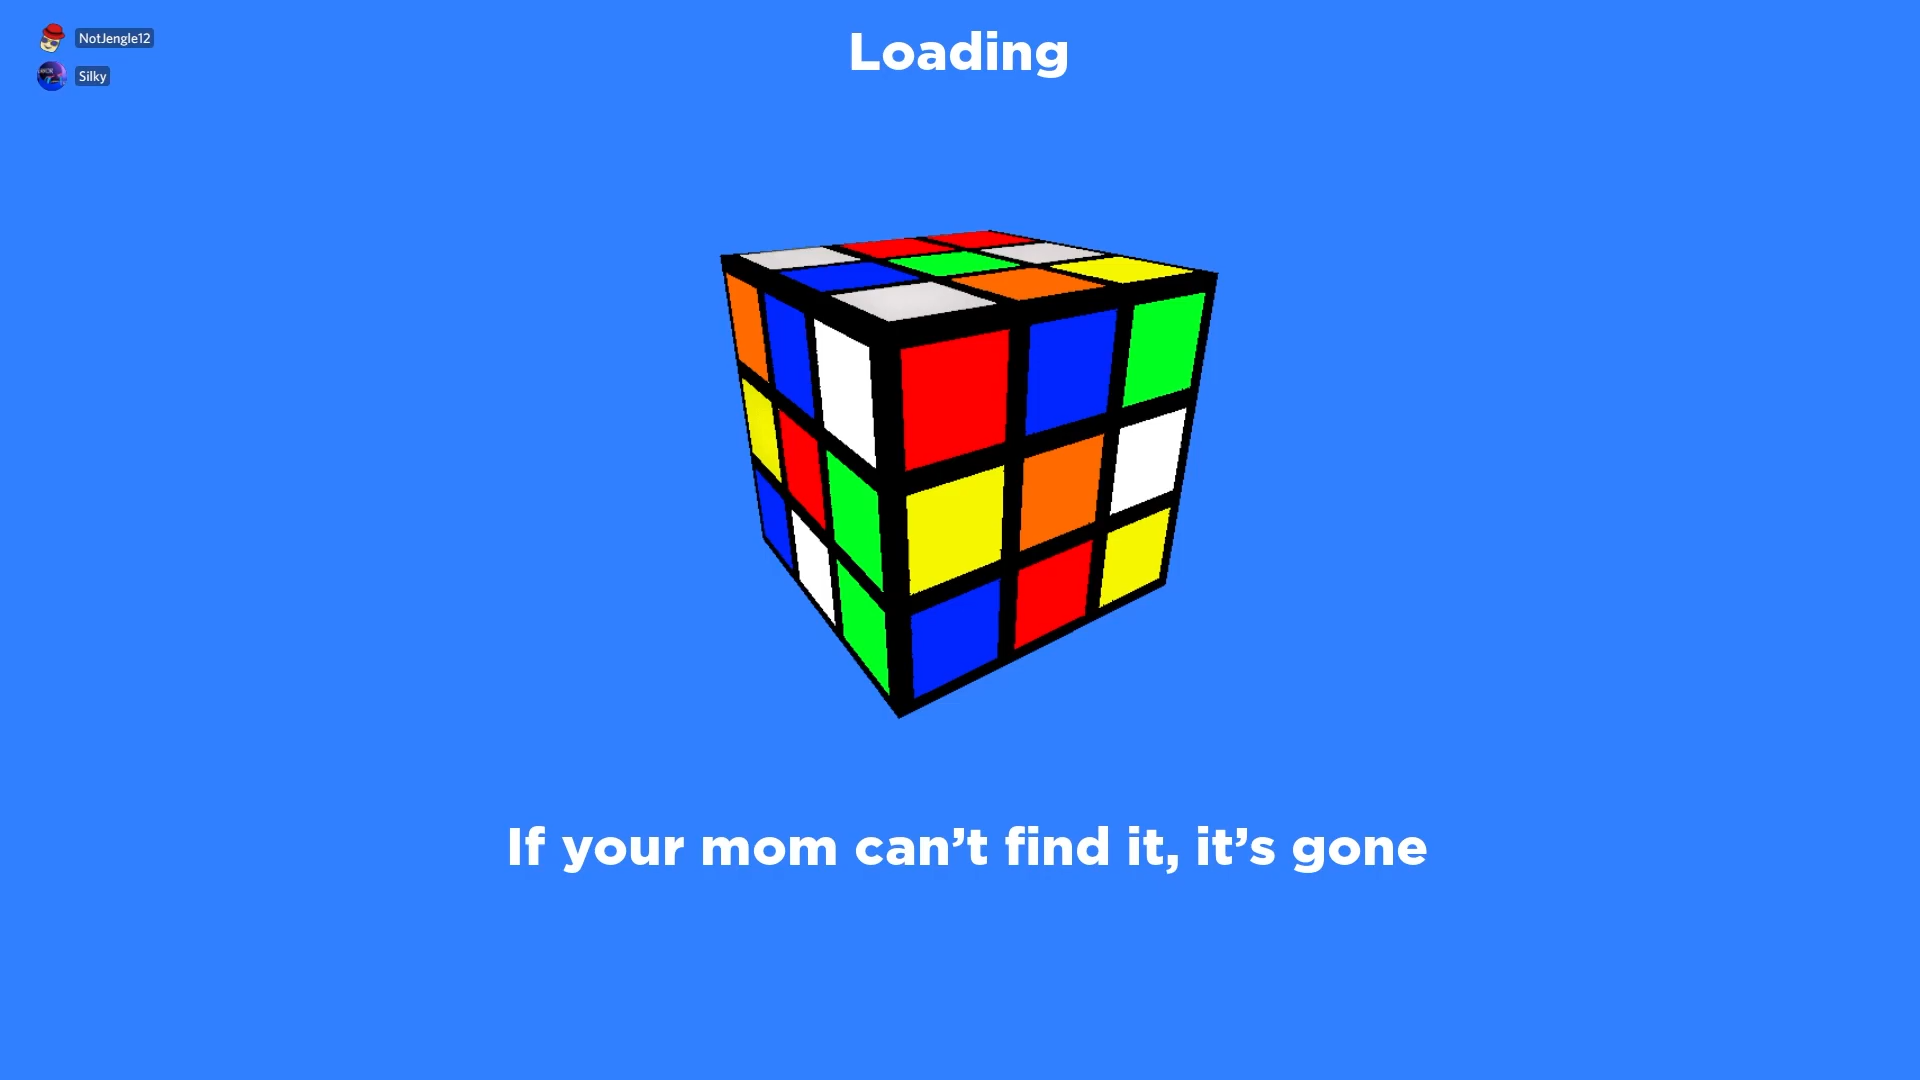 NotJengle12
Silky
Loading
If your mom can’t find it, it’s gone